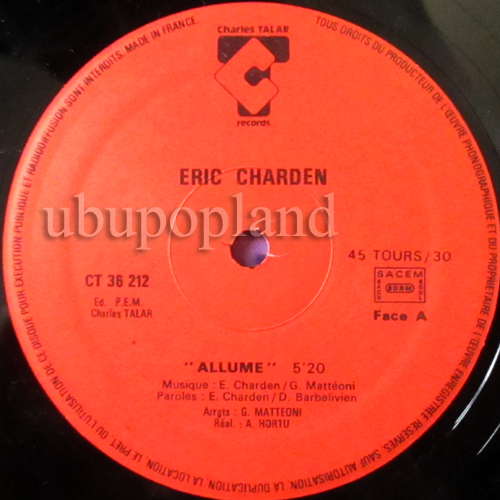 Charles TALAR
records
TOUS DROITS DU PRODUCTEUR DE L'ŒUVRE PHONOGRAPHIQUE ET DU PROPRIETAIRE DE L'ŒUVRE ENREGISTREE RESERVES. SAUF AUTORISATION, LA DUPLICATION, LA LOCATION, LE PRET OU L'UTILISATION DE CE DISQUE POUR EXECUTION PUBLIQUE ET RADIODIFFUSION SONT INTERDITS. MADE IN FRANCE.
ERIC CHARDEN
ubupopland
45 TOURS/30
CT 36 212
SACEM
Ed. P.E.M.
Charles TALAR
Face A
"ALLUME" 5'20
Musique : E. Charden/G. Mattéoni
Paroles : E. Charden/D. Barbelivien
Arrgts : G. MATTEONI
Réal. : A. HORTU